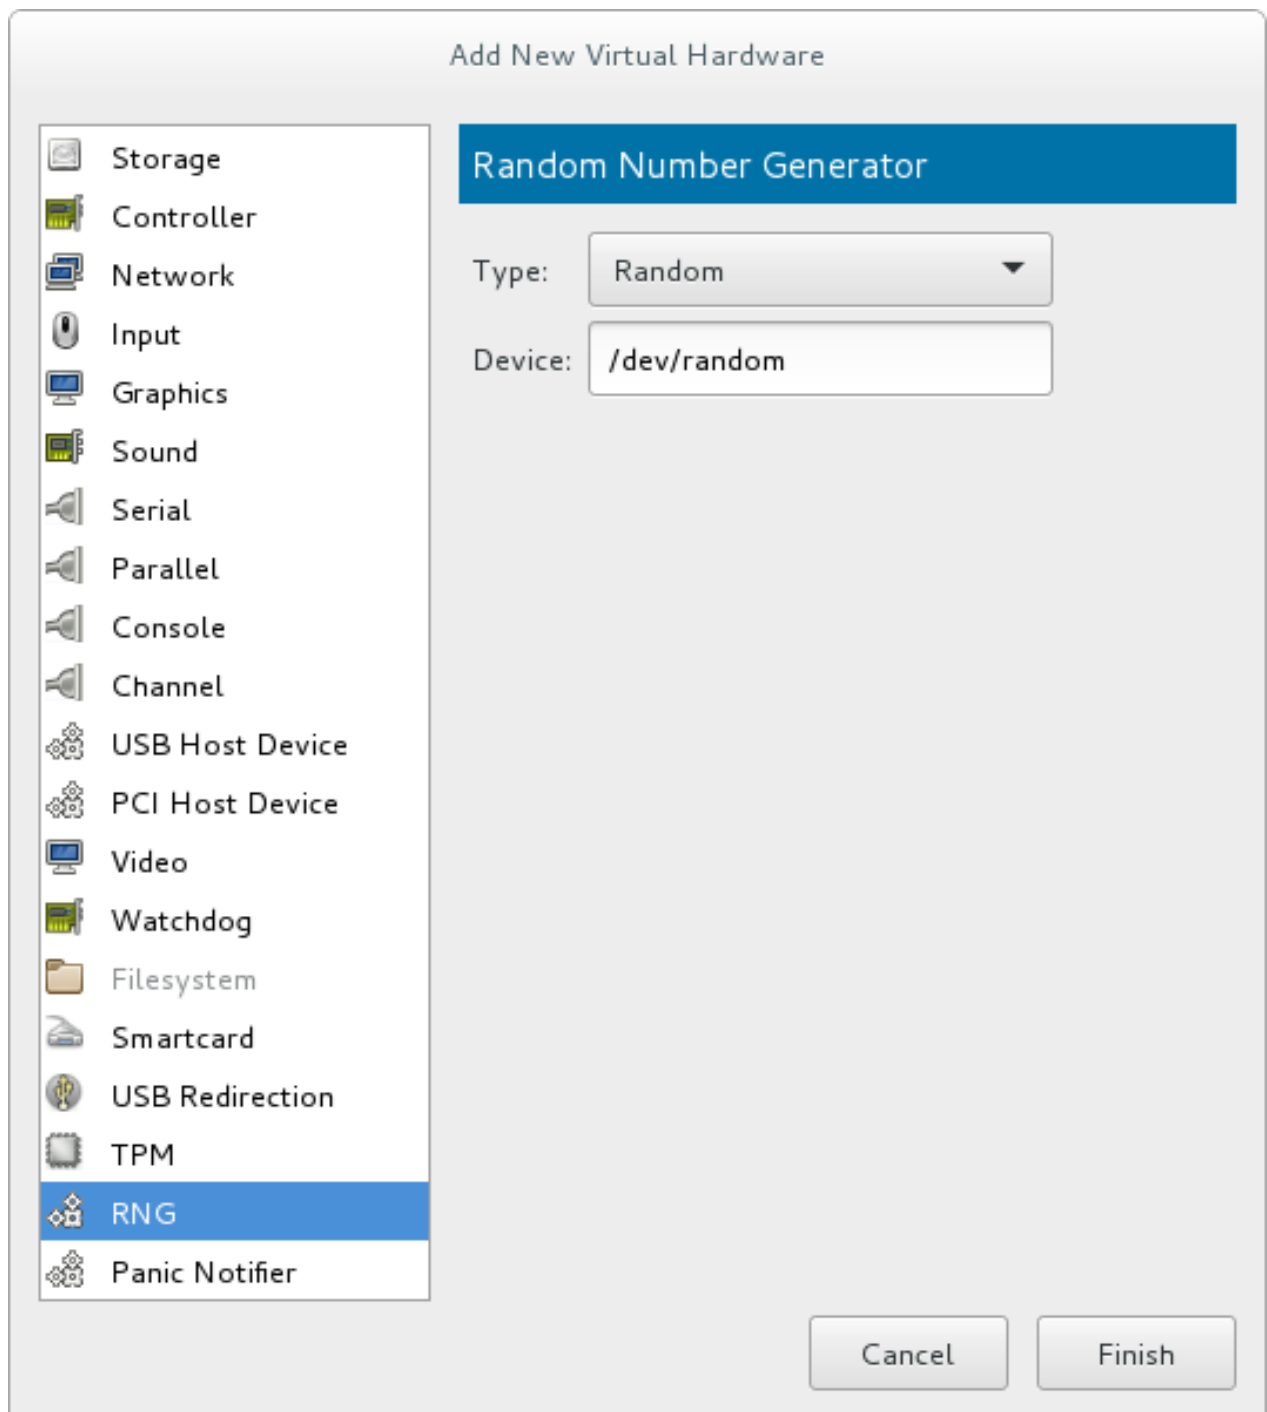 Add New Virtual Hardware
Storage
Controller
Network
Input
Graphics
Sound
Serial
Parallel
Console
Channel
USB Host Device
PCI Host Device
Video
Watchdog
Filesystem
Smartcard
USB Redirection
TPM
RNG
Panic Notifier
Random Number Generator
Type: Random
Device: /dev/random
Cancel Finish